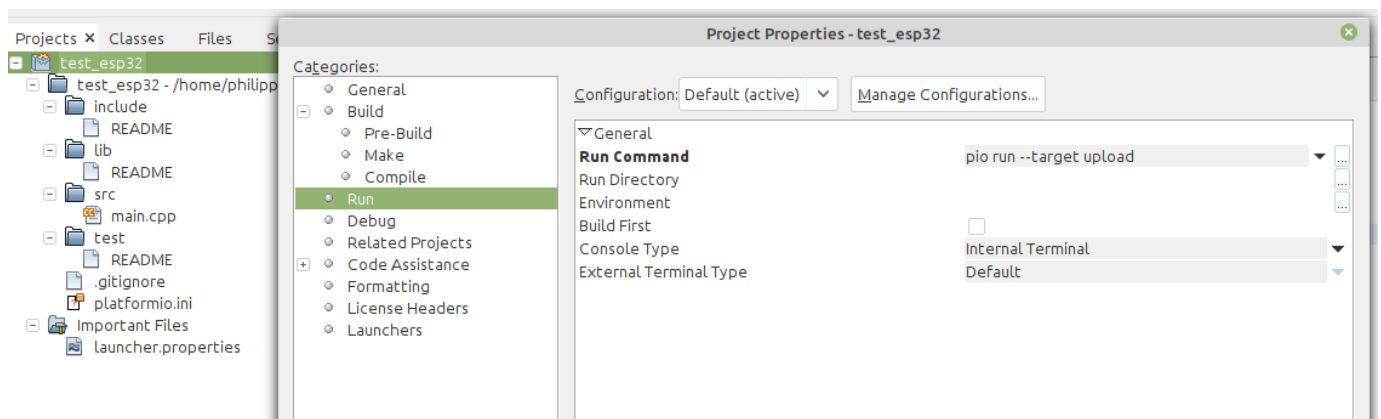 Projects × Classes Files
test_esp32
test_esp32 - /home/philipp
include
README
lib
README
src
main.cpp
test
README
.gitignore
platformio.ini
Important Files
launcher.properties
Project Properties - test_esp32
Categories:
General
Build
Pre-Build
Make
Compile
Run
Debug
Related Projects
Code Assistance
Formatting
License Headers
Launchers
Configuration: Default (active) Manage Configurations...
General
Run Command pio run --target upload ...
Run Directory ...
Environment ...
Build First
Console Type Internal Terminal
External Terminal Type Default